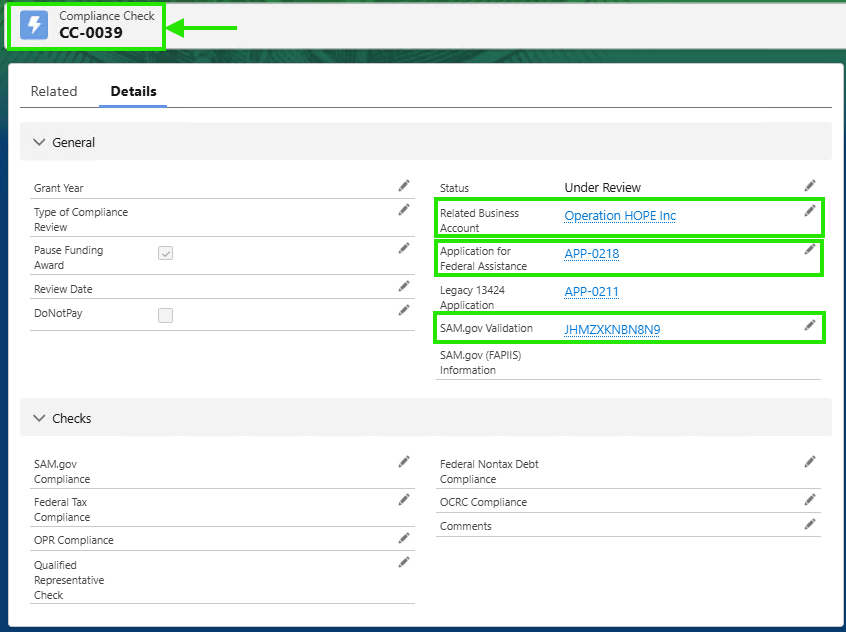 Compliance Check
CC-0039
Related
Details
General
Grant Year
Type of Compliance
Review
Pause Funding
Award
Review Date
DoNotPay
Status
Under Review
Related Business
Account
Operation HOPE Inc
Application for
Federal Assistance
APP-0218
Legacy 13424
Application
APP-0211
SAM.gov Validation
JHMZXKNBN8N9
SAM.gov (FAPIIS)
Information
Checks
SAM.gov
Compliance
Federal Tax
Compliance
OPR Compliance
Qualified
Representative
Check
Federal Nontax Debt
Compliance
OCRC Compliance
Comments